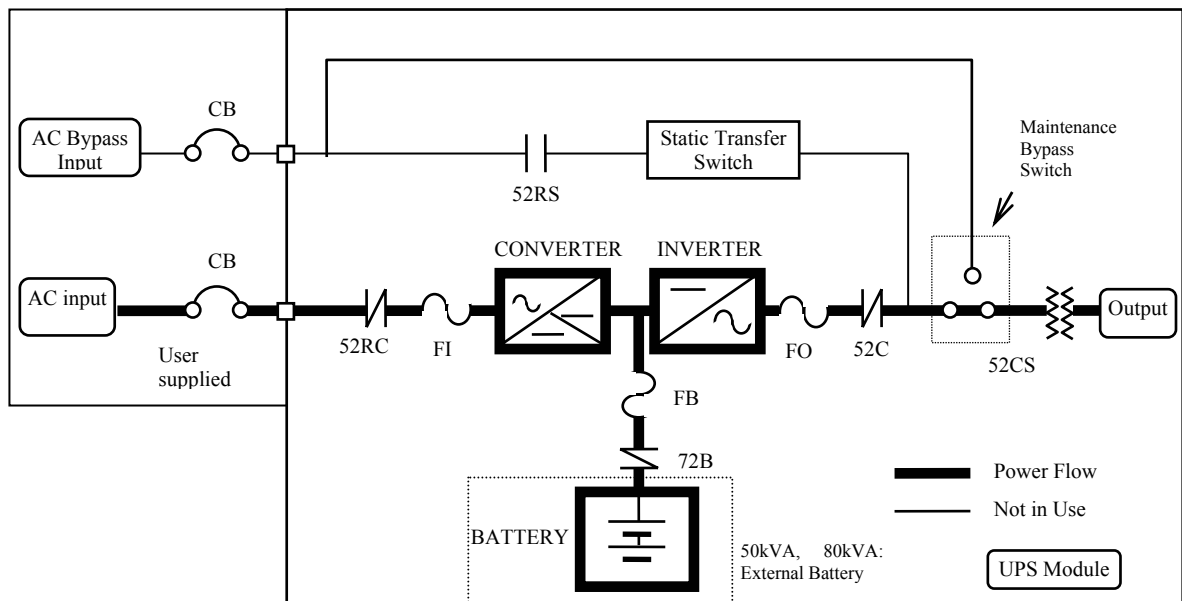 CB
AC Bypass
Input
52RS
Static Transfer
Switch
Maintenance
Bypass
Switch
CB
AC input
User
supplied
52RC
FI
CONVERTER
INVERTER
FO
52C
52CS
Output
FB
72B
BATTERY
50kVA, 80kVA:
External Battery
Power Flow
Not in Use
UPS Module